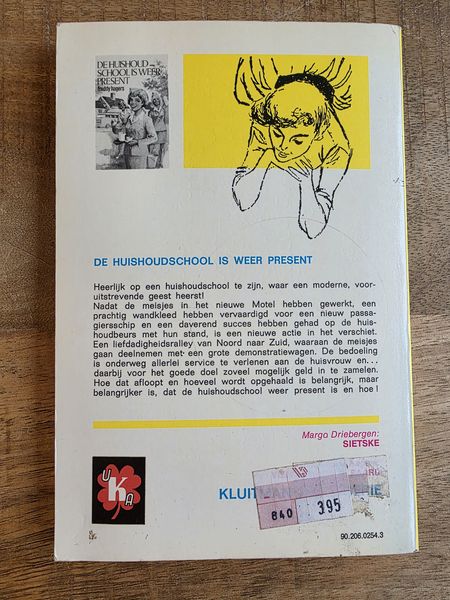 DE HUISHOUD
SCHOOL IS WEER
PRESENT
freddy hagers
DE HUISHOUDSCHOOL IS WEER PRESENT
Heerlijk op een huishoudschool te zijn, waar een moderne, voor-
uitstrevende geest heerst!
Nadat de meisjes in het nieuwe Motel hebben gewerkt, een
prachtig wandkleed hebben vervaardigd voor een nieuw passa-
giersschip en een daverend succes hebben gehad op de huis-
houdbeurs met hun stand, is een nieuwe actie in het verschiet.
Een liefdadigheidsralley van Noord naar Zuid, waaraan de meisjes
gaan deelnemen met een grote demonstratiewagen. De bedoeling
is onderweg allerlei service te verlenen aan de huisvrouw en...
daarbij voor het goede doel zoveel mogelijk geld in te zamelen.
Hoe dat afloopt en hoeveel wordt opgehaald is belangrijk, maar
belangrijker is, dat de huishoudschool weer present is en hoe!
Margo Driebergen:
SIETSKE
UKA
KLUIT
840
395
90.206.0254.3